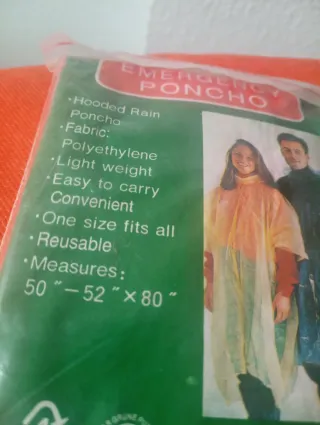 EMERGENCY
PONCHO
·Hooded Rain
Poncho
·Fabric:
Polyethylene
·Light weight
·Easy to carry
Convenient
·One size fits all
·Reusable
·Measures:
50 ″ — 52 ″ × 80 ″